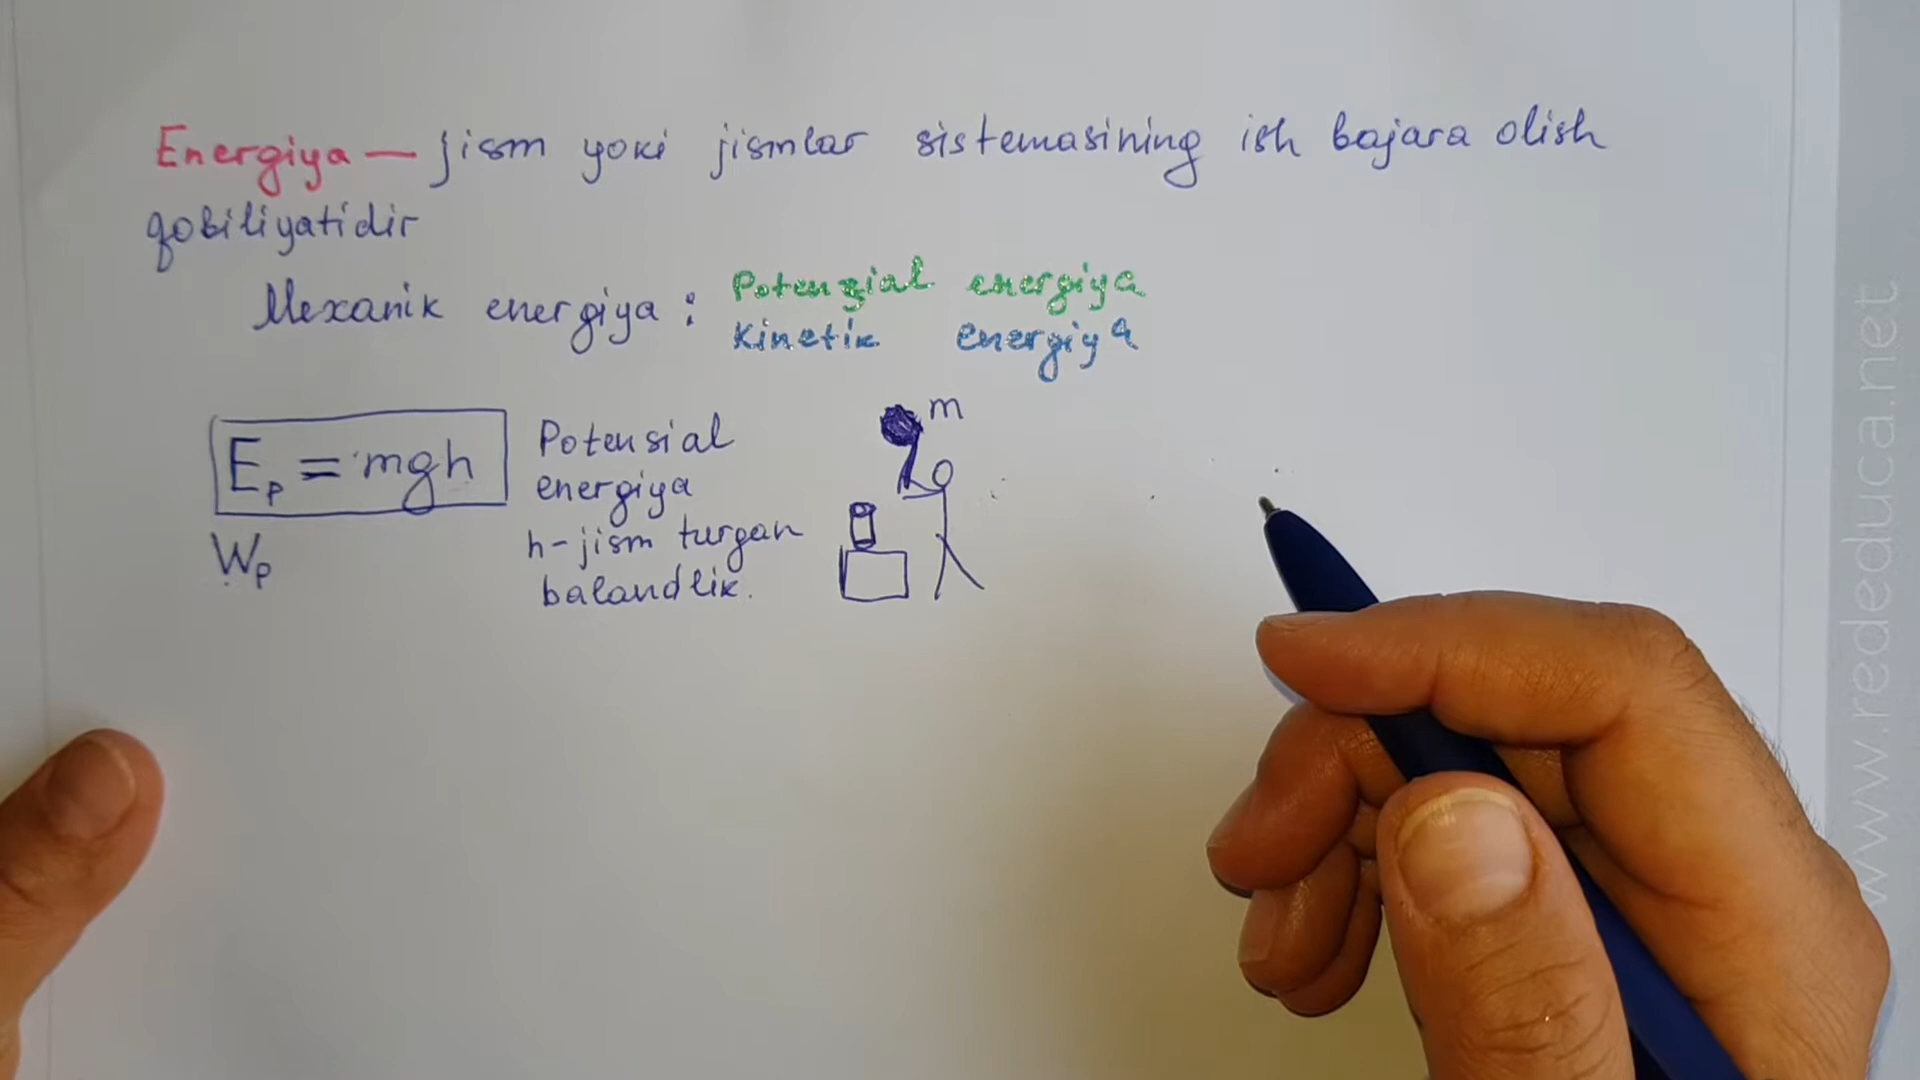 Energiya — jism yoki jismlar sistemasining ish bajara olish
qobiliyatidir
Mexanik energiya :
Potenzial energiya
Kinetik energiya
Ep = mgh
Wp
Potensial
energiya
h-jism turgan
balandlik.
m
www.rededuca.net